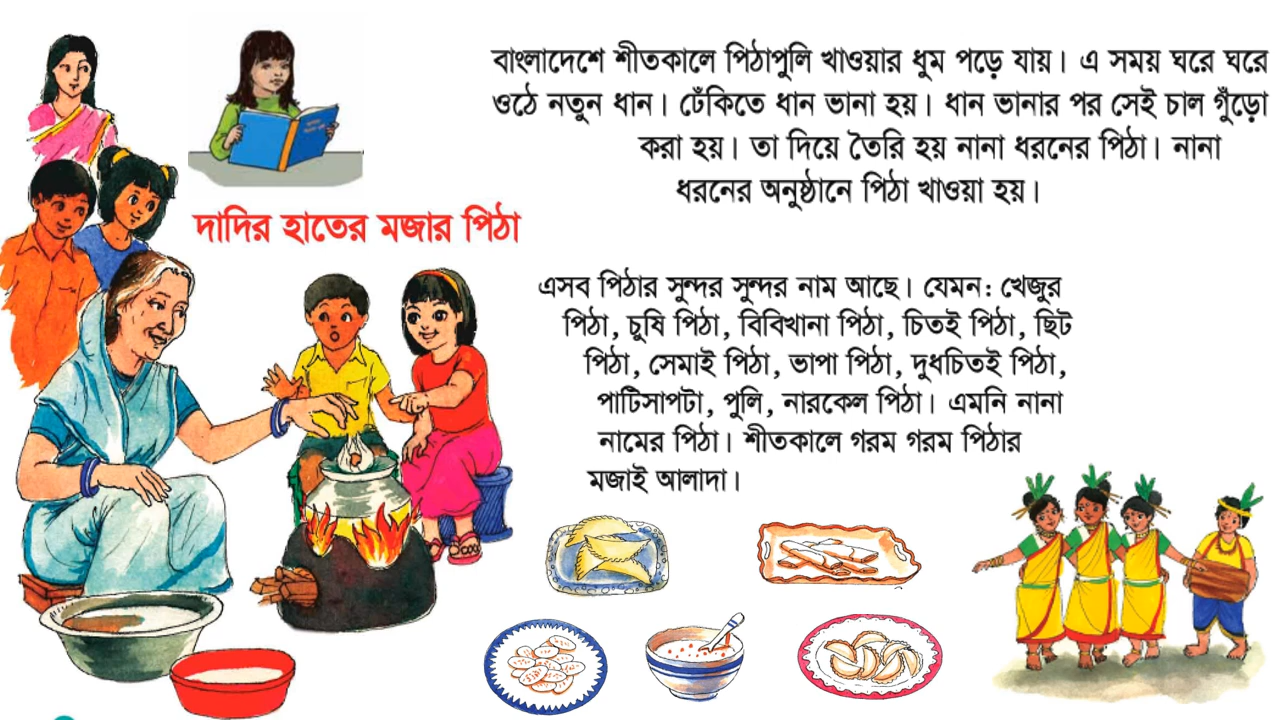 বাংলাদেশে শীতকালে পিঠাপুলি খাওয়ার ধুম পড়ে যায়। এ সময় ঘরে ঘরে
ওঠে নতুন ধান। ঢেঁকিতে ধান ভানা হয়। ধান ভানার পর সেই চাল গুঁড়ো
করা হয়। তা দিয়ে তৈরি হয় নানা ধরনের পিঠা। নানা
ধরনের অনুষ্ঠানে পিঠা খাওয়া হয়।
দাদির হাতের মজার পিঠা
এসব পিঠার সুন্দর সুন্দর নাম আছে। যেমন: খেজুর
পিঠা, চুষি পিঠা, বিবিখানা পিঠা, চিতই পিঠা, ছিট
পিঠা, সেমাই পিঠা, ভাপা পিঠা, দুধচিতই পিঠা,
পাটিসাপটা, পুলি, নারকেল পিঠা। এমনি নানা
নামের পিঠা। শীতকালে গরম গরম পিঠার
মজাই আলাদা।